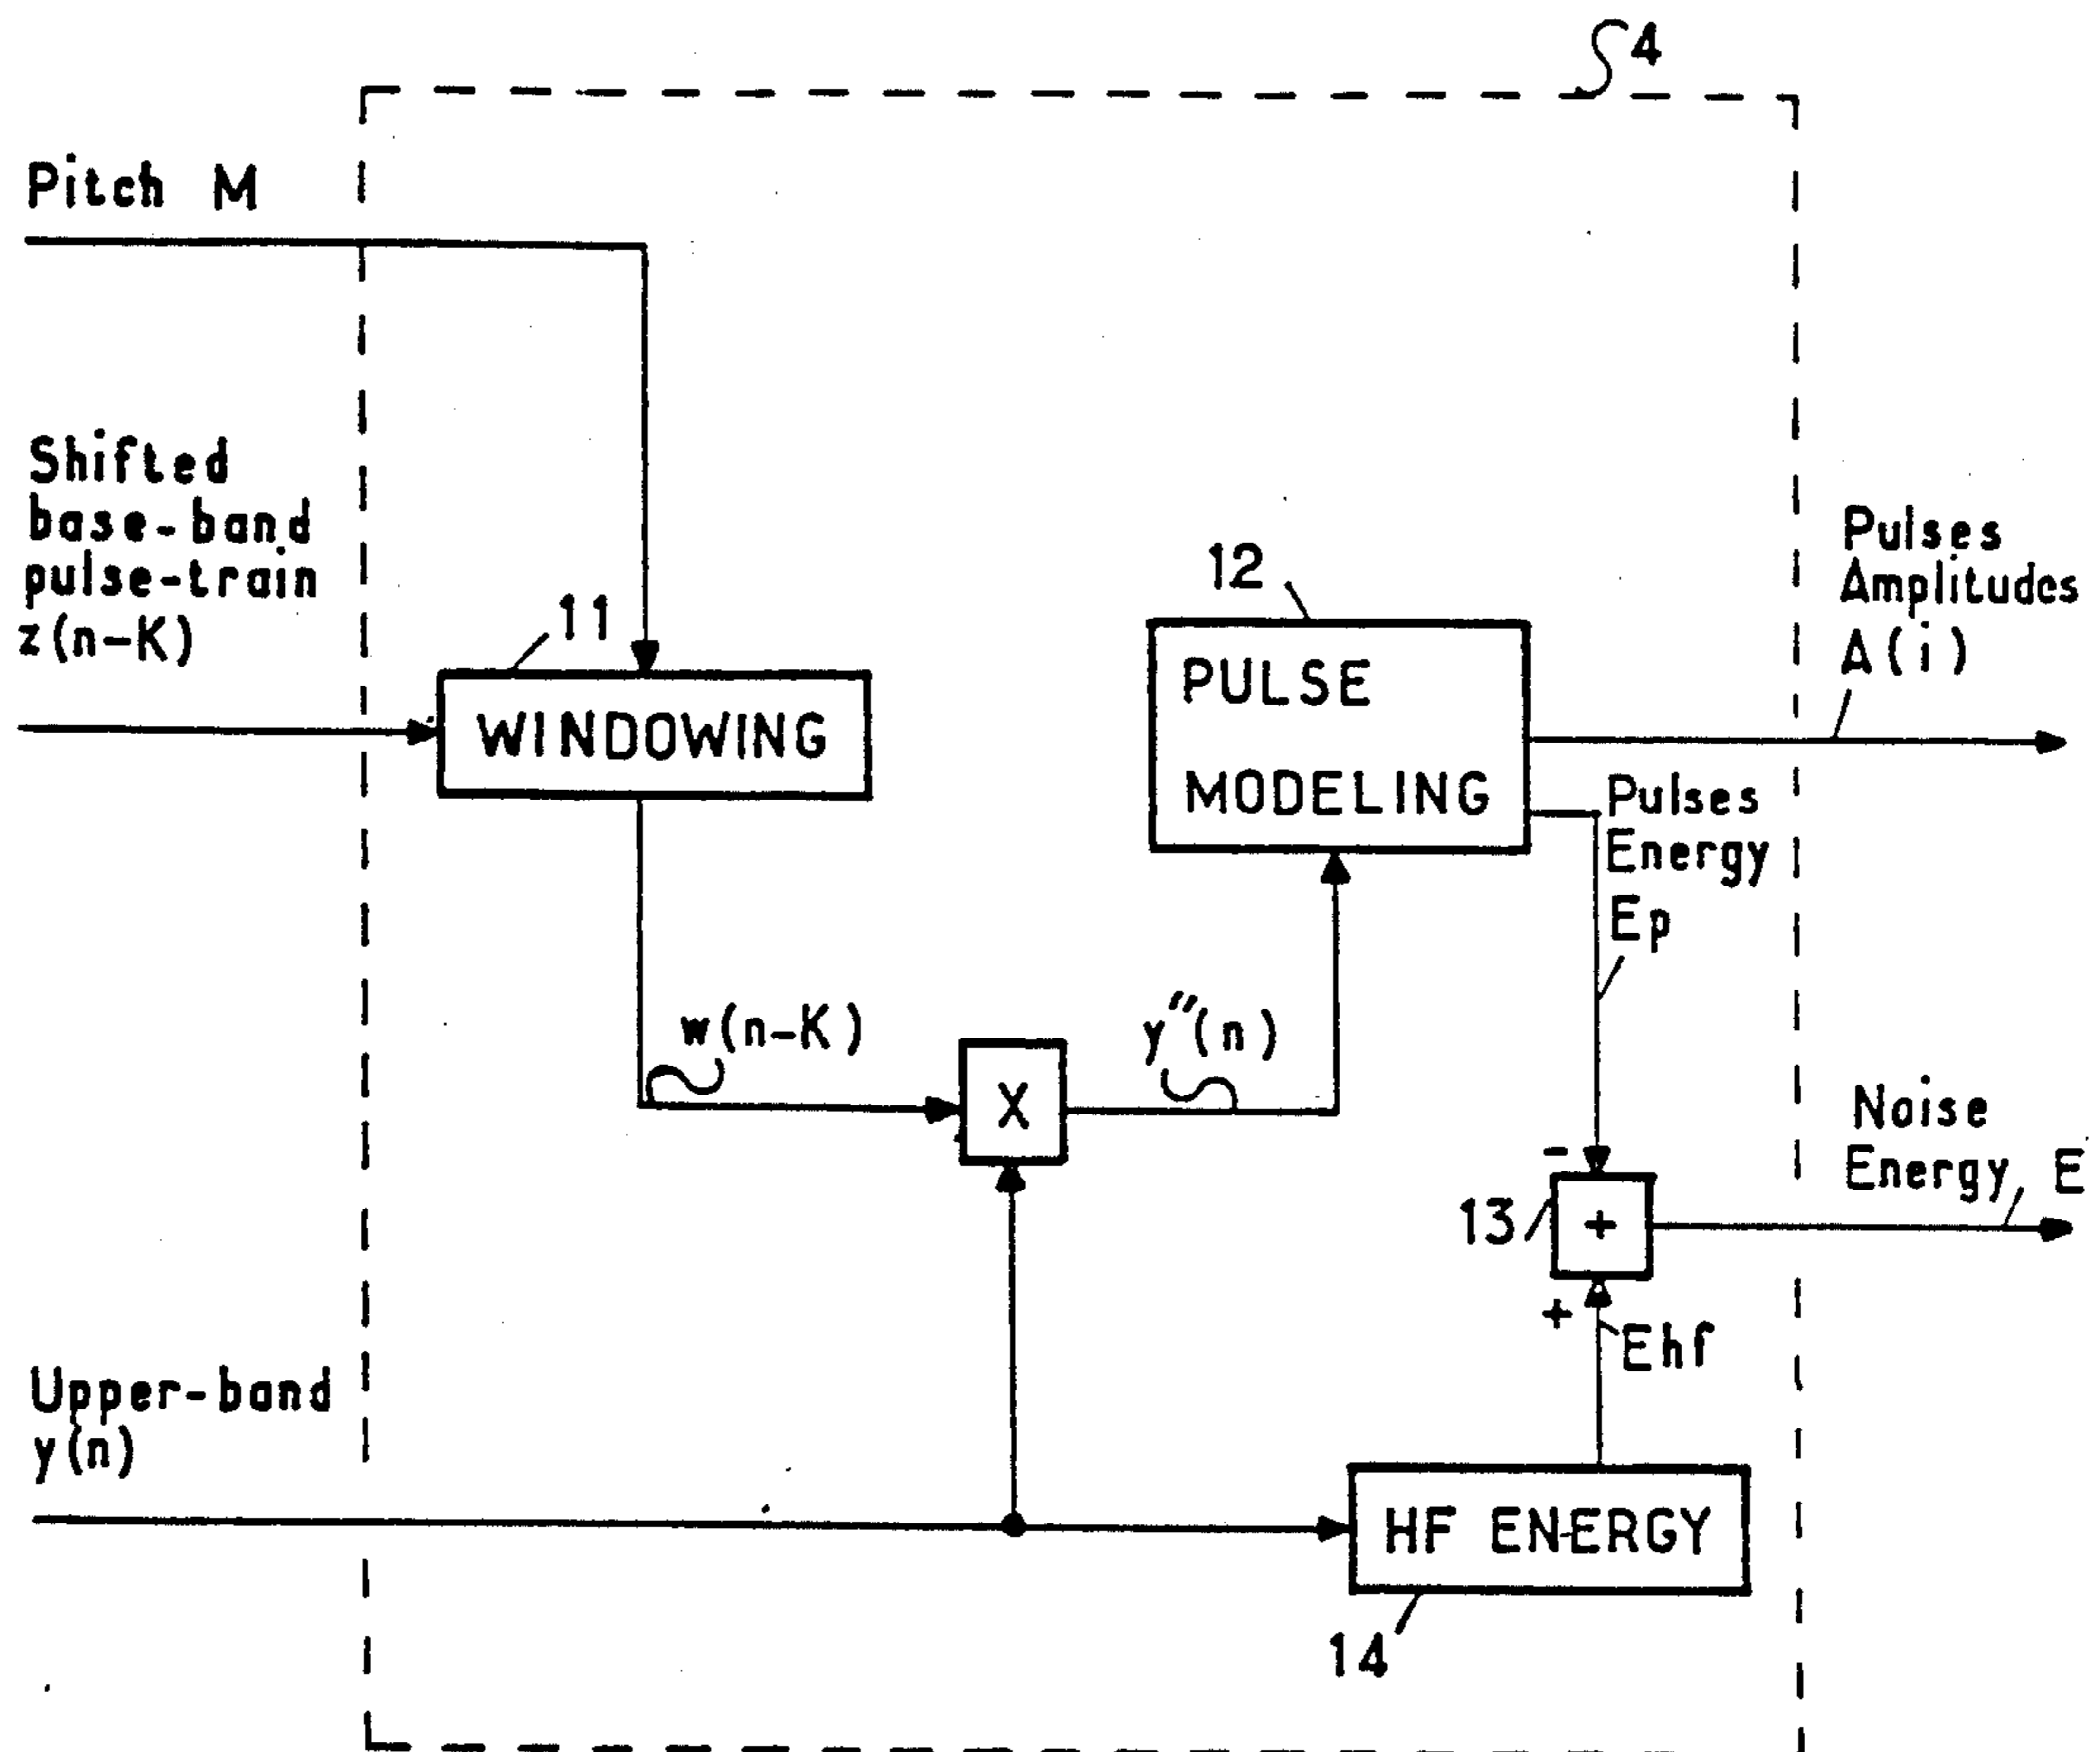 4
Pitch M
Shifted
base-band
pulse-train
z(n-K)
11
WINDOWING
12
PULSE
MODELING
Pulses
Amplitudes
A(i)
Pulses
Energy
Ep
w(n-K)
X
y"(n)
Noise
Energy, E
-
13
+
+
Ehf
Upper-band
y(n)
HF ENERGY
14